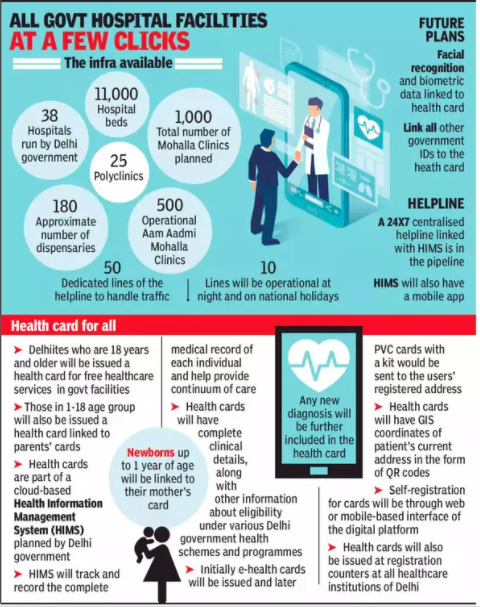 ALL GOVT HOSPITAL FACILITIES
AT A FEW CLICKS
The infra available
11,000
Hospital
beds
38
Hospitals
run by Delhi
government
1,000
Total number of
Mohalla Clinics
planned
25
Polyclinics
180
Approximate
number of
dispensaries
500
Operational
Aam Aadmi
Mohalla
Clinics
50
Dedicated lines of the
helpline to handle traffic
10
Lines will be operational at
night and on national holidays
FUTURE
PLANS
Facial
recognition
and biometric
data linked to
health card
Link all other
government
IDs to the
heath card
HELPLINE
A 24X7 centralised
helpline linked
with HIMS is in
the pipeline
HIMS will also have
a mobile app
Health card for all
➤ Delhiites who are 18 years
and older will be issued a
health card for free healthcare
services in govt facilities
➤ Those in 1-18 age group
will also be issued a
health card linked to
parents' cards
➤ Health cards
are part of a
cloud-based
Health Information
Management
System (HIMS)
planned by Delhi
government
➤ HIMS will track and
record the complete
medical record of
each individual
and help provide
continuum of care
➤ Health cards
will have
complete
clinical
details,
along
with
other information
about eligibility
under various Delhi
government health
schemes and programmes
➤ Initially e-health cards
will be issued and later
Newborns up
to 1 year of age
will be linked to
their mother's
card
Any new
diagnosis will
be further
included in the
health card
PVC cards with
a kit would be
sent to the users'
registered address
➤ Health cards
will have GIS
coordinates of
patient's current
address in the form
of QR codes
➤ Self-registration
for cards will be through web
or mobile-based interface of
the digital platform
➤ Health cards will also
be issued at registration
counters at all healthcare
institutions of Delhi